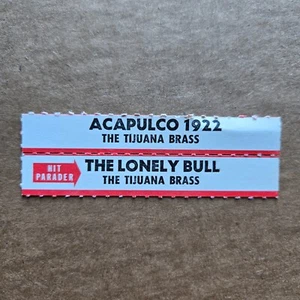 ACAPULCO 1922
THE TIJUANA BRASS
HIT PARADER
THE LONELY BULL
THE TIJUANA BRASS